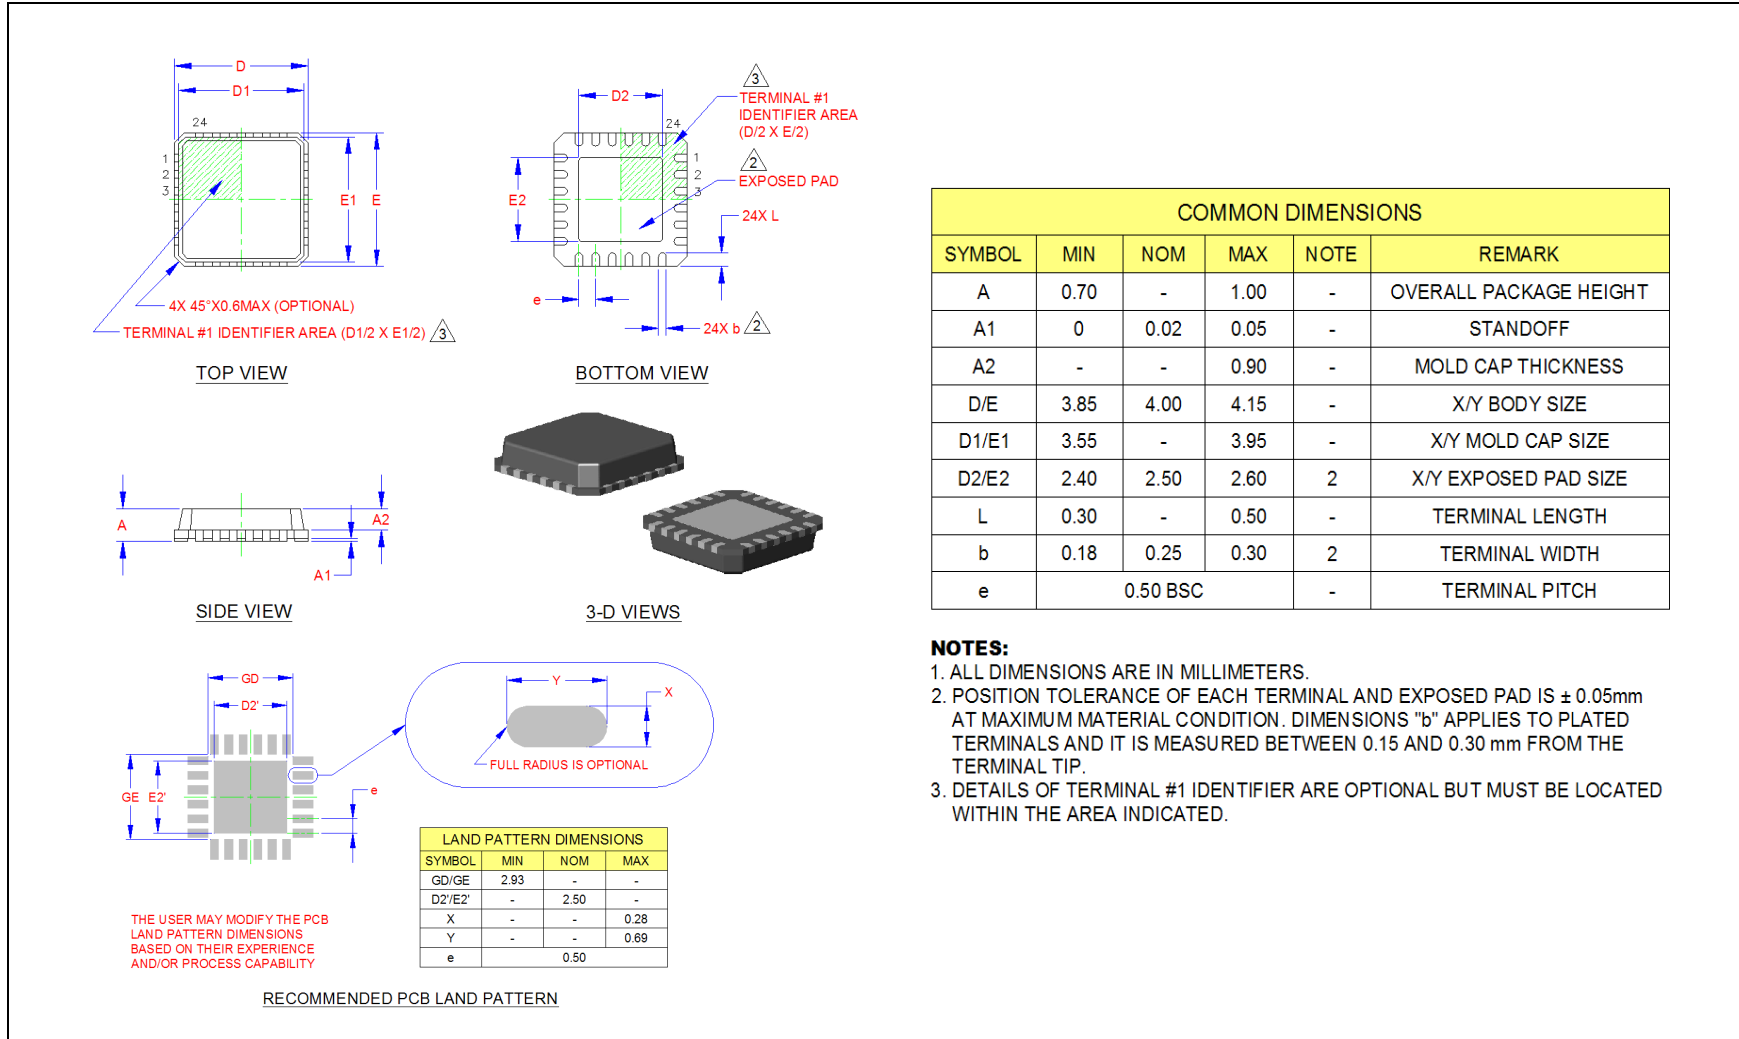 D
D1
24
1
2
3
E1
E
4X 45°X0.6MAX (OPTIONAL)
TERMINAL #1 IDENTIFIER AREA (D1/2 X E1/2) 3
TOP VIEW
D2
3
TERMINAL #1
IDENTIFIER AREA
(D/2 X E/2)
24
1
2
3
2
EXPOSED PAD
E2
24X L
e
24X b 2
BOTTOM VIEW
A
A2
A1
SIDE VIEW
3-D VIEWS
GD
D2'
GE
E2'
e
Y
X
FULL RADIUS IS OPTIONAL
LAND PATTERN DIMENSIONS
SYMBOL MIN NOM MAX
GD/GE 2.93 - -
D2'/E2' - 2.50 -
X - - 0.28
Y - - 0.69
e 0.50
THE USER MAY MODIFY THE PCB
LAND PATTERN DIMENSIONS
BASED ON THEIR EXPERIENCE
AND/OR PROCESS CAPABILITY
RECOMMENDED PCB LAND PATTERN
COMMON DIMENSIONS
SYMBOL MIN NOM MAX NOTE REMARK
A 0.70 - 1.00 - OVERALL PACKAGE HEIGHT
A1 0 0.02 0.05 - STANDOFF
A2 - - 0.90 - MOLD CAP THICKNESS
D/E 3.85 4.00 4.15 - X/Y BODY SIZE
D1/E1 3.55 - 3.95 - X/Y MOLD CAP SIZE
D2/E2 2.40 2.50 2.60 2 X/Y EXPOSED PAD SIZE
L 0.30 - 0.50 - TERMINAL LENGTH
b 0.18 0.25 0.30 2 TERMINAL WIDTH
e 0.50 BSC - TERMINAL PITCH
NOTES:
1. ALL DIMENSIONS ARE IN MILLIMETERS.
2. POSITION TOLERANCE OF EACH TERMINAL AND EXPOSED PAD IS ± 0.05mm
AT MAXIMUM MATERIAL CONDITION. DIMENSIONS "b" APPLIES TO PLATED
TERMINALS AND IT IS MEASURED BETWEEN 0.15 AND 0.30 mm FROM THE
TERMINAL TIP.
3. DETAILS OF TERMINAL #1 IDENTIFIER ARE OPTIONAL BUT MUST BE LOCATED
WITHIN THE AREA INDICATED.